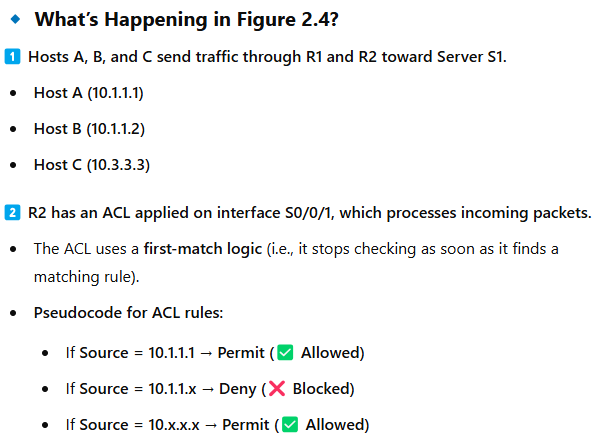 🔹 What’s Happening in Figure 2.4?
1️⃣ Hosts A, B, and C send traffic through R1 and R2 toward Server S1.
• Host A (10.1.1.1)
• Host B (10.1.1.2)
• Host C (10.3.3.3)
2️⃣ R2 has an ACL applied on interface S0/0/1, which processes incoming packets.
• The ACL uses a first-match logic (i.e., it stops checking as soon as it finds a
matching rule).
• Pseudocode for ACL rules:
• If Source = 10.1.1.1 → Permit (✅ Allowed)
• If Source = 10.1.1.x → Deny (❌ Blocked)
• If Source = 10.x.x.x → Permit (✅ Allowed)